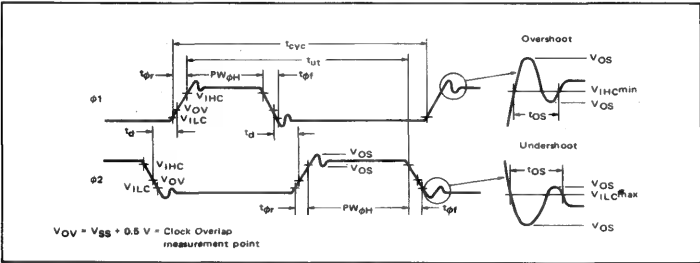 tcyc
Overshoot
tut
VOS
tϕr
PWϕH
tϕf
VIHC
VIHCmin
ϕ1
VOV
VOS
VILC
tOS
td
td
Undershoot
VIHC
VOS
tOS
ϕ2
VOV
VOS
VOS
VILC
VILCmax
tϕr
PWϕH
tϕf
VOS
VOV = VSS + 0.5 V = Clock Overlap
measurement point